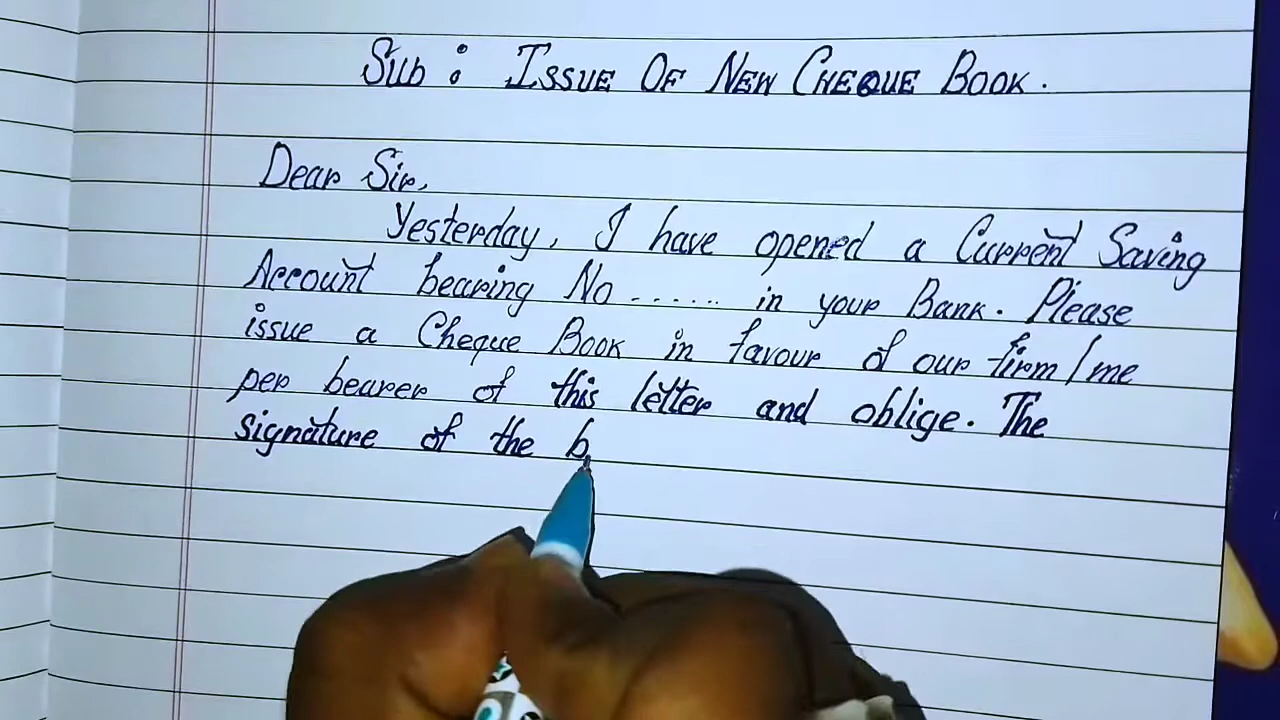 Sub : ISSUE OF NEW CHEQUE BOOK.
Dear Sir,
Yesterday, I have opened a Current Saving
Account bearing No ....... in your Bank. Please
issue a Cheque Book in favour of our firm/me
per bearer of this letter and oblige. The
signature of the b